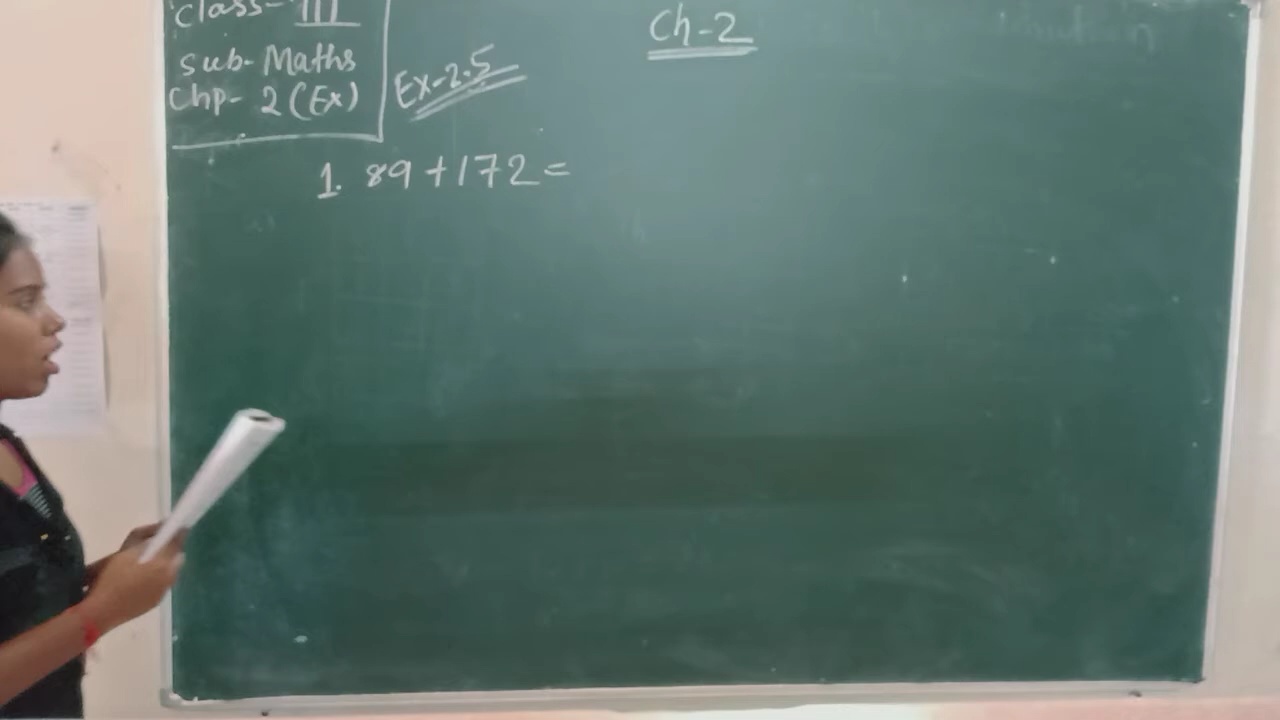 Class- III
Sub- Maths
Chp- 2 (Ex)
Ch-2
Ex-2.5
1. 89+172=